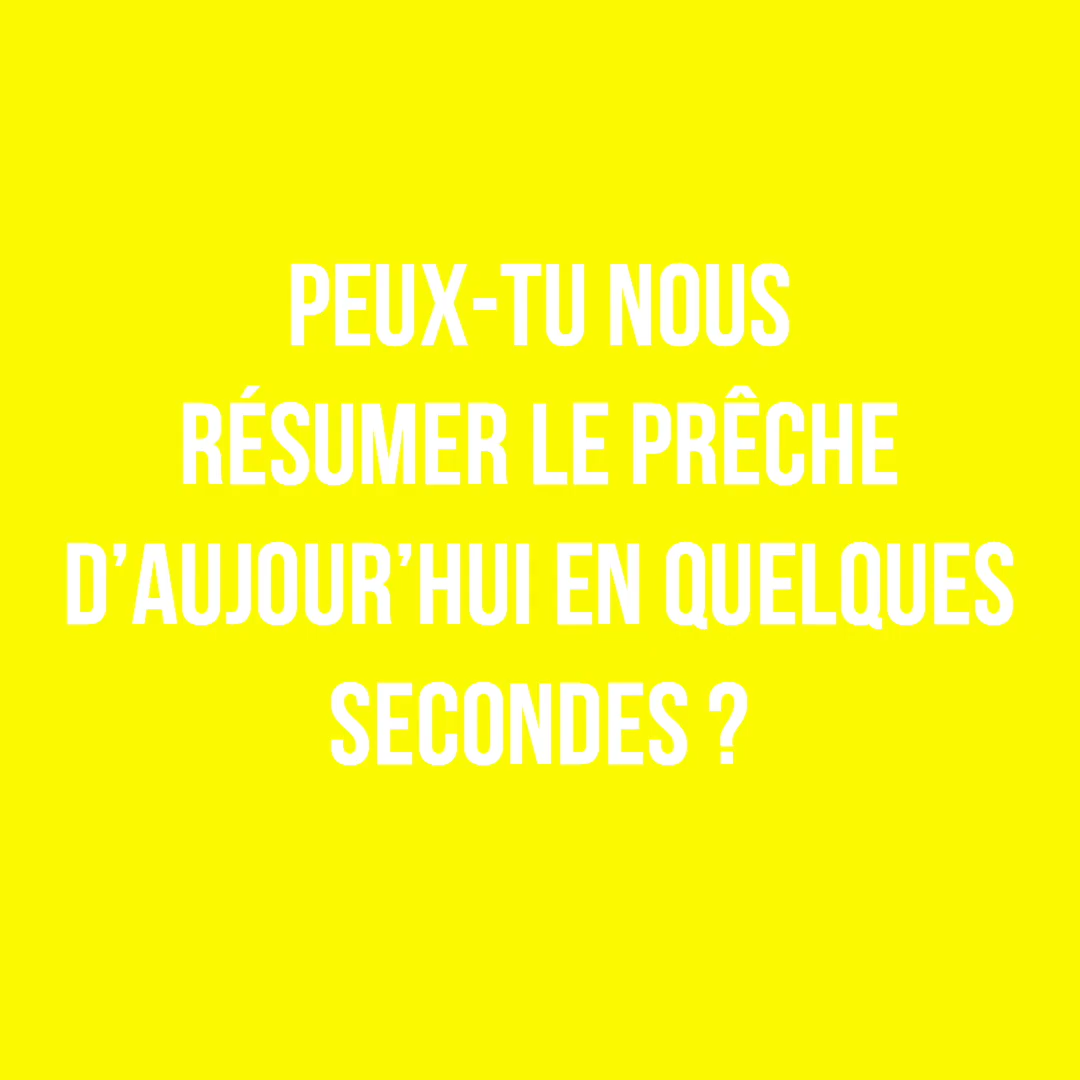 PEUX-TU NOUS
RÉSUMER LE PRÊCHE
D’AUJOUR’HUI EN QUELQUES
SECONDES ?